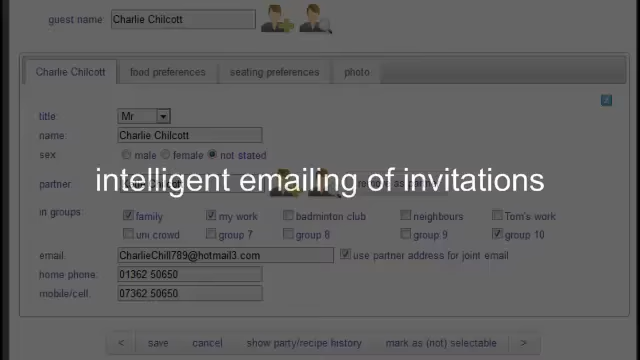 guest name: Charlie Chilcott
Charlie Chilcott food preferences seating preferences photo
title: Mr
name: Charlie Chilcott
sex: male female not stated
partner:
intelligent emailing of invitations
in groups: family my work badminton club neighbours Tom's work
uni crowd group 7 group 8 group 9 group 10
email: CharlieChill789@hotmail3.com use partner address for joint email
home phone: 01362 50650
mobile/cell: 07362 50650
< save cancel show party/recipe history mark as (not) selectable >